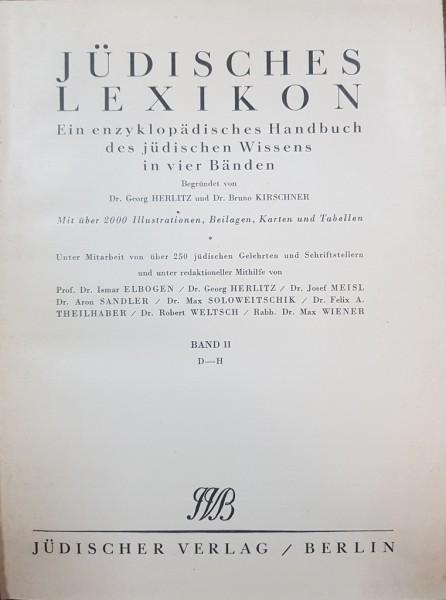 JÜDISCHES
LEXIKON
Ein enzyklopädisches Handbuch
des jüdischen Wissens
in vier Bänden
Begründet von
Dr. Georg HERLITZ und Dr. Bruno KIRSCHNER
Mit über 2000 Illustrationen, Beilagen, Karten und Tabellen
*
Unter Mitarbeit von über 250 jüdischen Gelehrten und Schriftstellern
und unter redaktioneller Mithilfe von
Prof. Dr. Ismar ELBOGEN / Dr. Georg HERLITZ / Dr. Josef MEISL
Dr. Aron SANDLER / Dr. Max SOLOWEITSCHIK / Dr. Felix A.
THEILHABER / Dr. Robert WELTSCH / Rabb. Dr. Max WIENER
BAND II
D—H
JVB
JÜDISCHER VERLAG / BERLIN